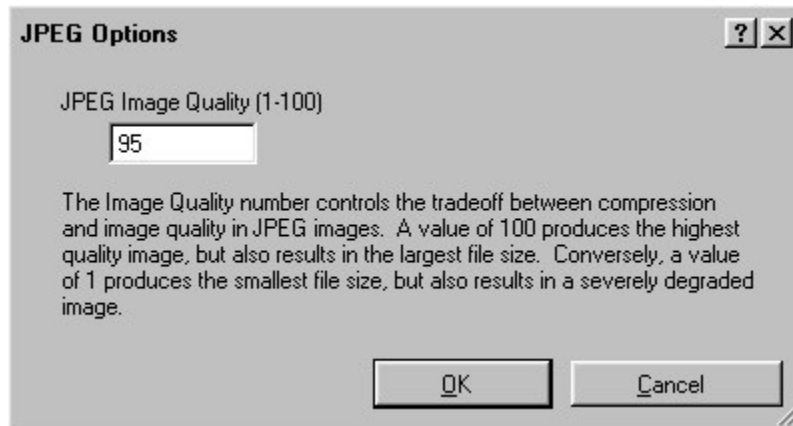 JPEG Options
? X
JPEG Image Quality (1-100)
95
The Image Quality number controls the tradeoff between compression
and image quality in JPEG images.  A value of 100 produces the highest
quality image, but also results in the largest file size.  Conversely, a value
of 1 produces the smallest file size, but also results in a severely degraded
image.
OK Cancel